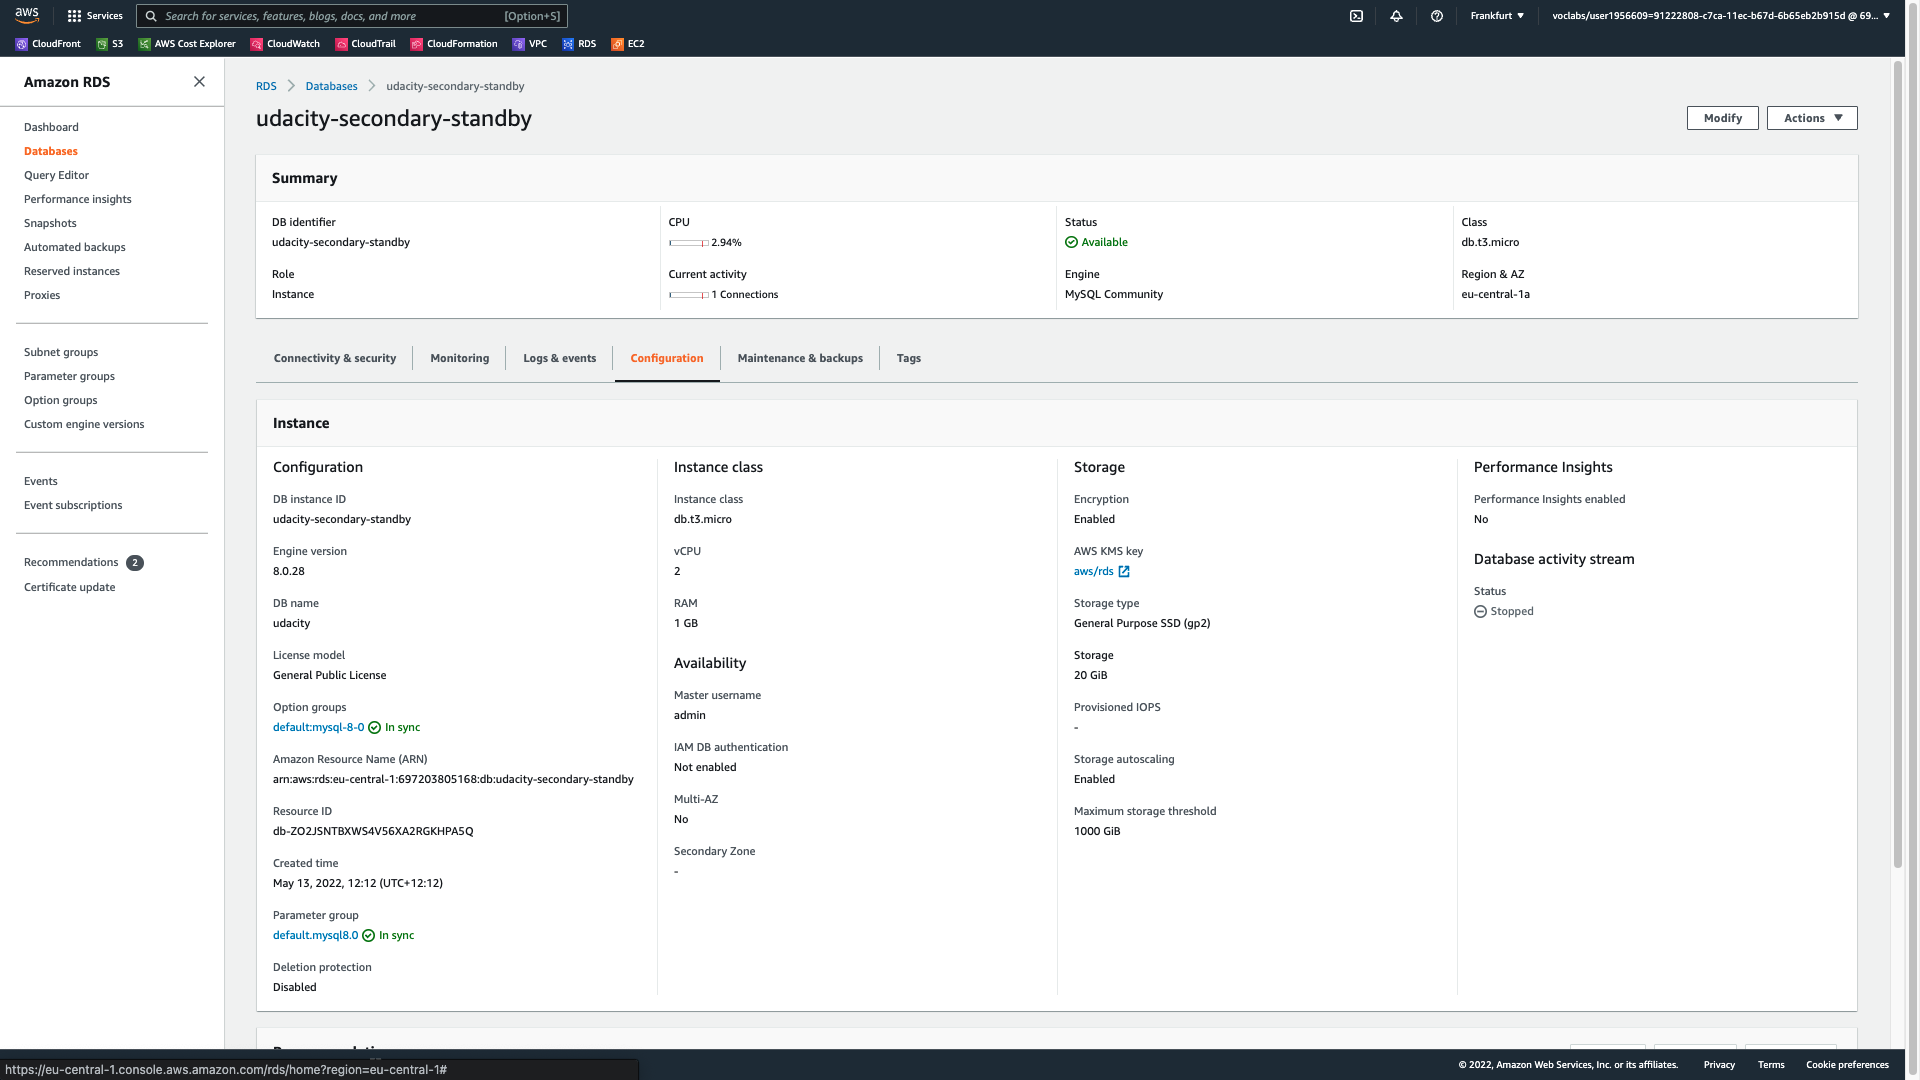 aws
Services
Search for services, features, blogs, docs, and more
[Option+S]
Frankfurt ▼
voclabs/user1956609=91222808-c7ca-11ec-b67d-6b65eb2b915d @ 69... ▼
CloudFront
S3
AWS Cost Explorer
CloudWatch
CloudTrail
CloudFormation
VPC
RDS
EC2
Amazon RDS
Dashboard
Databases
Query Editor
Performance insights
Snapshots
Automated backups
Reserved instances
Proxies
Subnet groups
Parameter groups
Option groups
Custom engine versions
Events
Event subscriptions
Recommendations 2
Certificate update
RDS > Databases > udacity-secondary-standby
udacity-secondary-standby
Modify
Actions ▼
Summary
DB identifier
udacity-secondary-standby
Role
Instance
CPU
2.94%
Current activity
1 Connections
Status
Available
Engine
MySQL Community
Class
db.t3.micro
Region & AZ
eu-central-1a
Connectivity & security
Monitoring
Logs & events
Configuration
Maintenance & backups
Tags
Instance
Configuration
DB instance ID
udacity-secondary-standby
Engine version
8.0.28
DB name
udacity
License model
General Public License
Option groups
default:mysql-8-0 In sync
Amazon Resource Name (ARN)
arn:aws:rds:eu-central-1:697203805168:db:udacity-secondary-standby
Resource ID
db-ZO2JSNTBXWS4V56XA2RGKHPA5Q
Created time
May 13, 2022, 12:12 (UTC+12:12)
Parameter group
default.mysql8.0 In sync
Deletion protection
Disabled
Instance class
Instance class
db.t3.micro
vCPU
2
RAM
1 GB
Availability
Master username
admin
IAM DB authentication
Not enabled
Multi-AZ
No
Secondary Zone
-
Storage
Encryption
Enabled
AWS KMS key
aws/rds
Storage type
General Purpose SSD (gp2)
Storage
20 GiB
Provisioned IOPS
-
Storage autoscaling
Enabled
Maximum storage threshold
1000 GiB
Performance Insights
Performance Insights enabled
No
Database activity stream
Status
Stopped
https://eu-central-1.console.aws.amazon.com/rds/home?region=eu-central-1#
© 2022, Amazon Web Services, Inc. or its affiliates.
Privacy
Terms
Cookie preferences